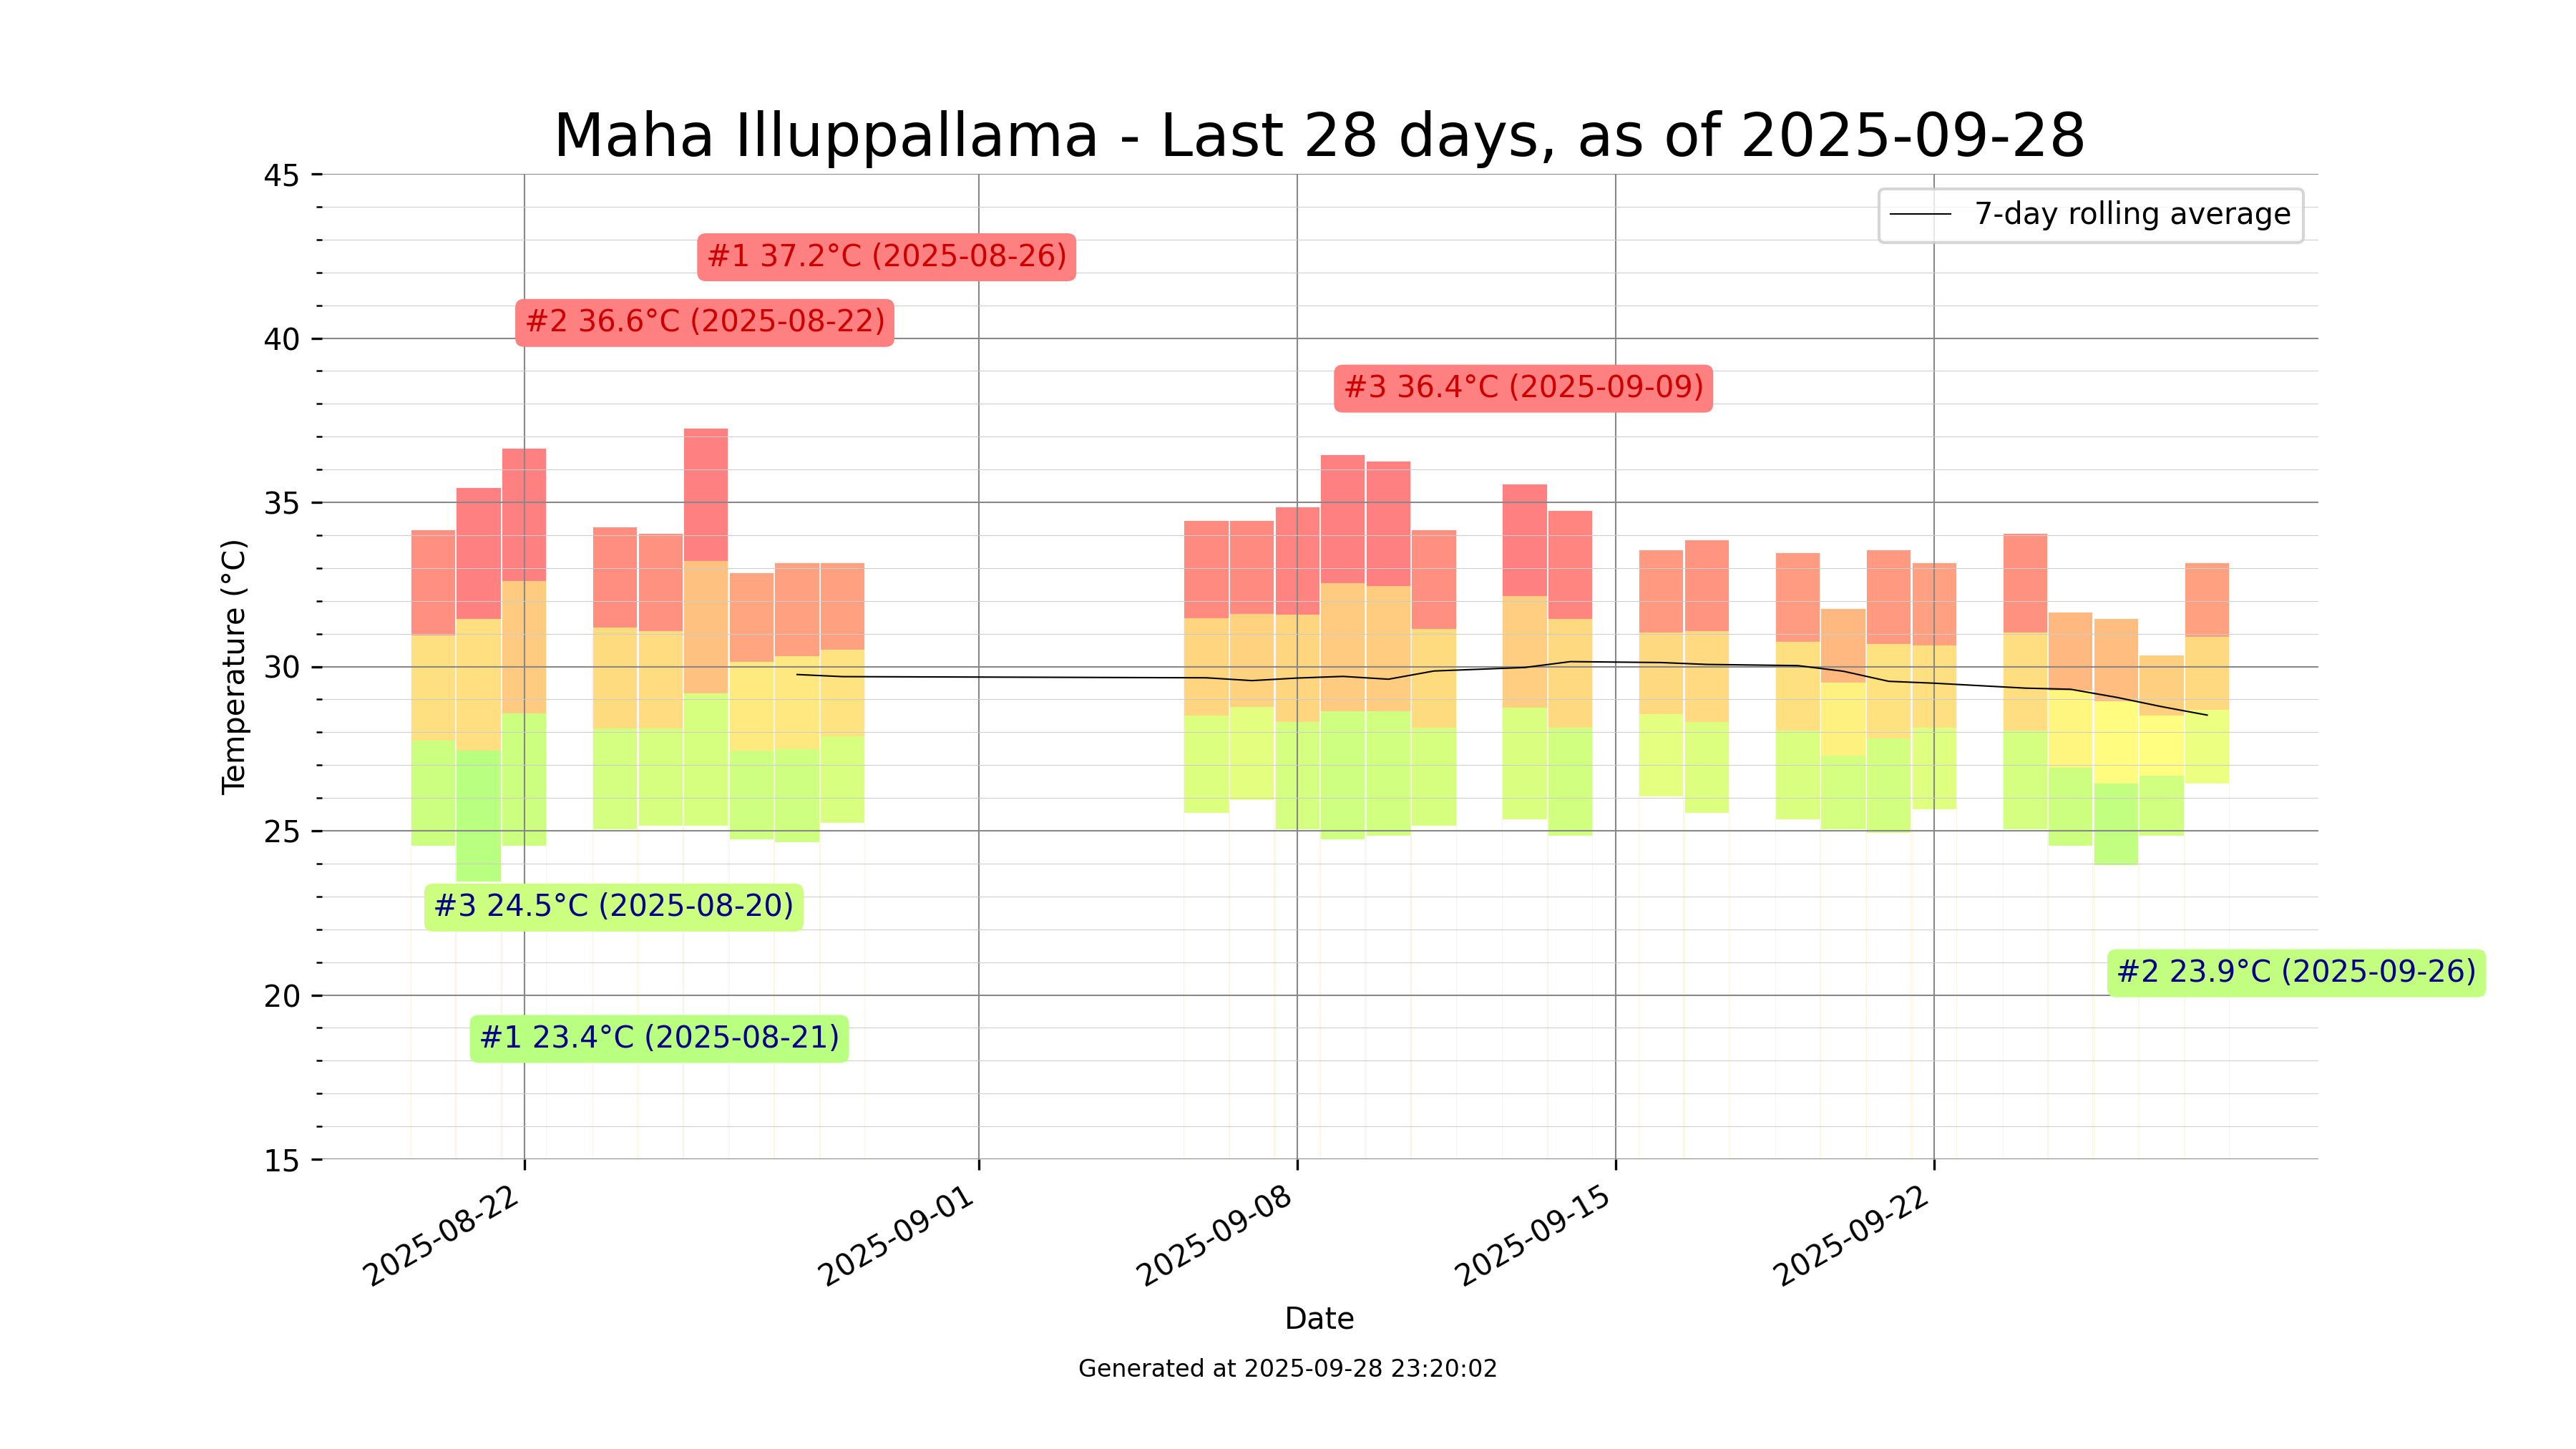 Maha Illuppallama - Last 28 days, as of 2025-09-28
7-day rolling average
#1 37.2°C (2025-08-26)
#2 36.6°C (2025-08-22)
#3 36.4°C (2025-09-09)
#3 24.5°C (2025-08-20)
#2 23.9°C (2025-09-26)
#1 23.4°C (2025-08-21)
Temperature (°C)
45
40
35
30
25
20
15
2025-08-22
2025-09-01
2025-09-08
2025-09-15
2025-09-22
Date
Generated at 2025-09-28 23:20:02